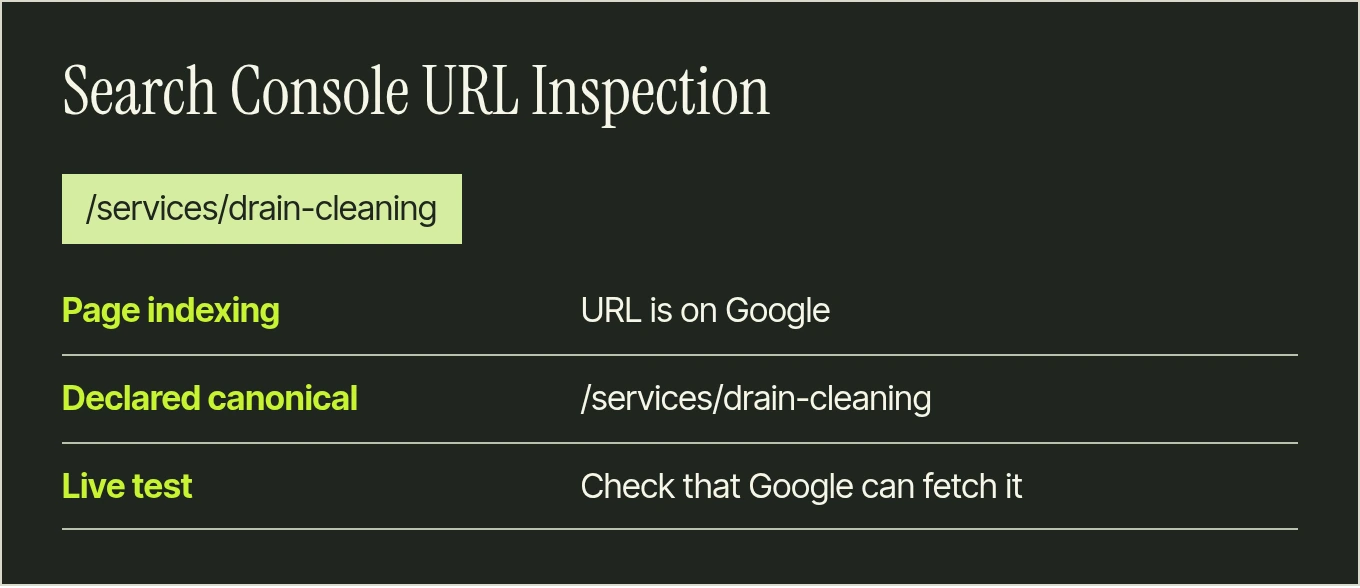 Search Console URL Inspection
/services/drain-cleaning
Page indexing URL is on Google
Declared canonical /services/drain-cleaning
Live test Check that Google can fetch it